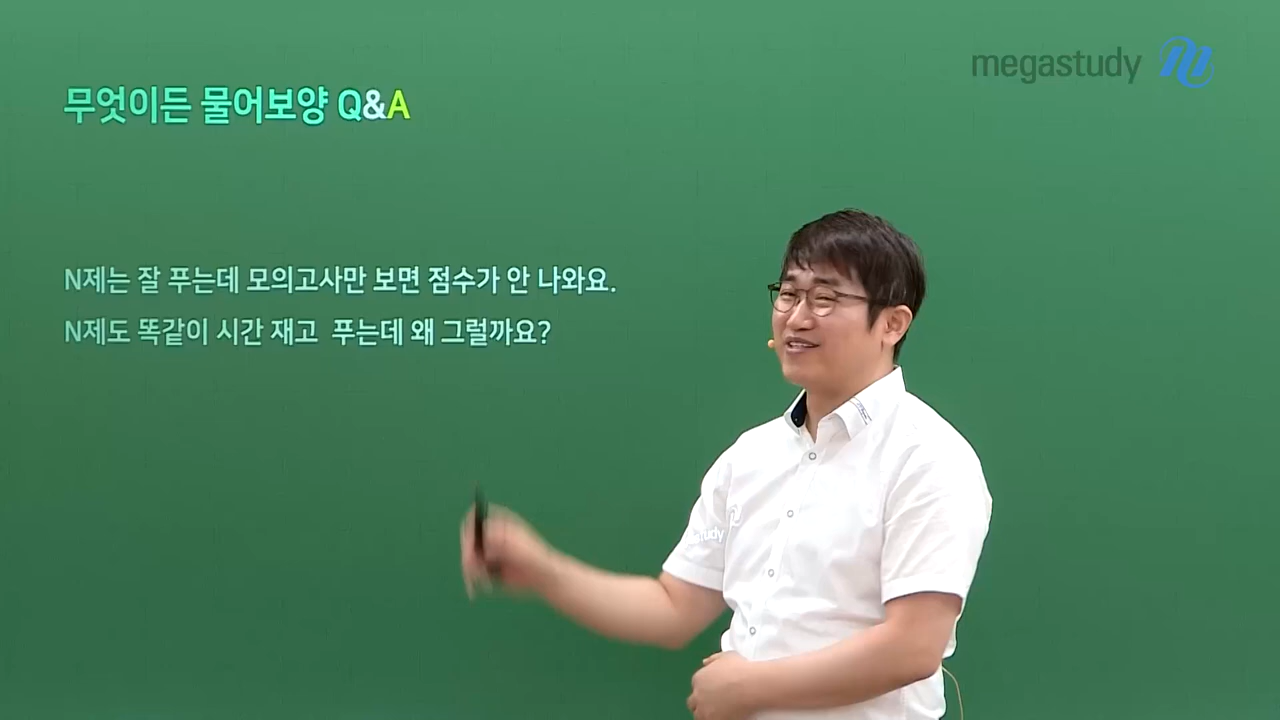 megastudy
무엇이든 물어보양 Q&A
N제는 잘 푸는데 모의고사만 보면 점수가 안 나와요.
N제도 똑같이 시간 재고 푸는데 왜 그럴까요?
study